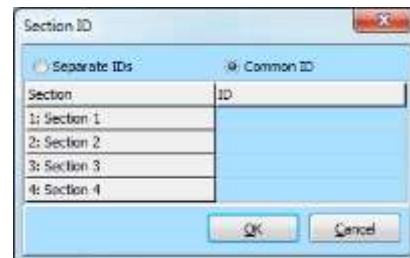 Section ID
Separate IDs Common ID
Section ID
1: Section 1
2: Section 2
3: Section 3
4: Section 4
OK Cancel